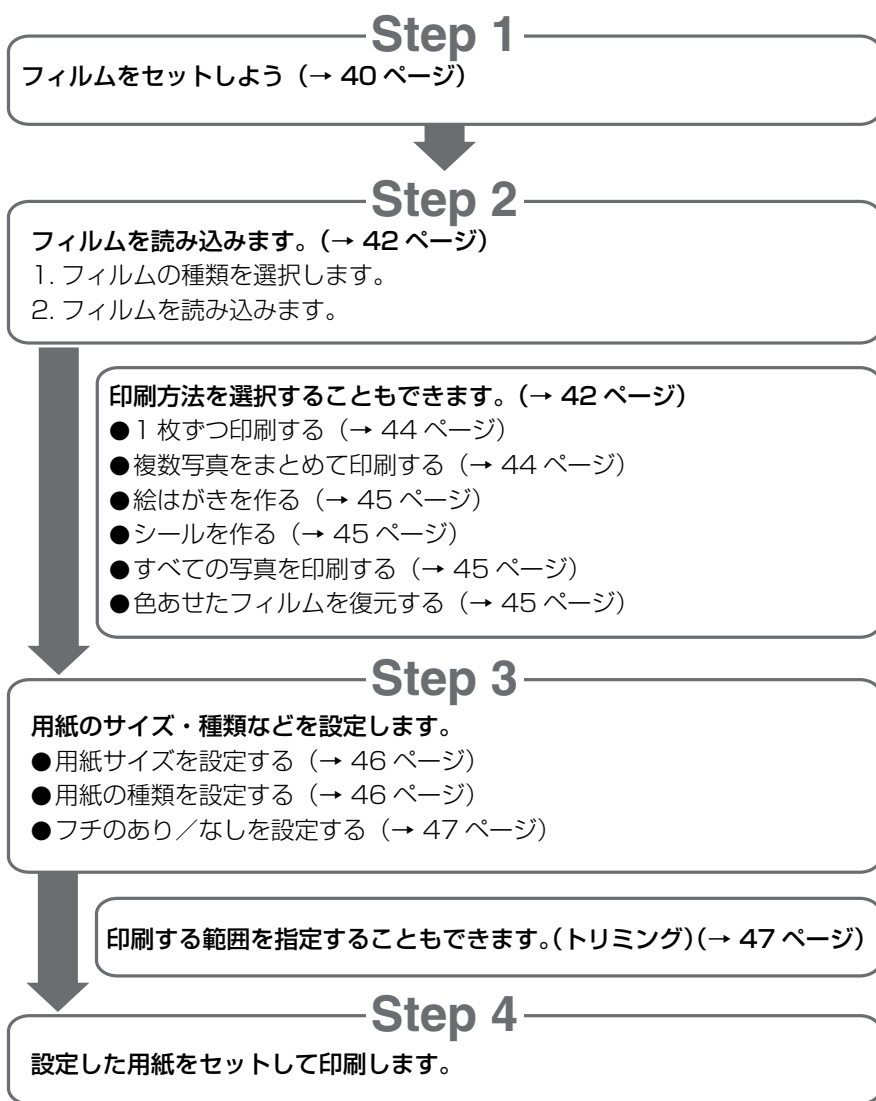 Step 1
フィルムをセットしよう（→ 40 ページ）
Step 2
フィルムを読み込みます。（→ 42 ページ）
1. フィルムの種類を選択します。
2. フィルムを読み込みます。
印刷方法を選択することもできます。（→ 42 ページ）
●1 枚ずつ印刷する（→ 44 ページ）
●複数写真をまとめて印刷する（→ 44 ページ）
●絵はがきを作る（→ 45 ページ）
●シールを作る（→ 45 ページ）
●すべての写真を印刷する（→ 45 ページ）
●色あせたフィルムを復元する（→ 45 ページ）
Step 3
用紙のサイズ・種類などを設定します。
●用紙サイズを設定する（→ 46 ページ）
●用紙の種類を設定する（→ 46 ページ）
●フチのあり／なしを設定する（→ 47 ページ）
印刷する範囲を指定することもできます。（トリミング）（→ 47 ページ）
Step 4
設定した用紙をセットして印刷します。